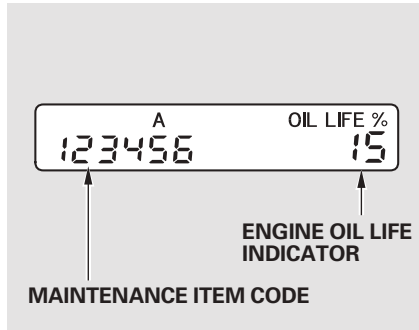 A OIL LIFE %
123456 15
ENGINE OIL LIFE
INDICATOR
MAINTENANCE ITEM CODE